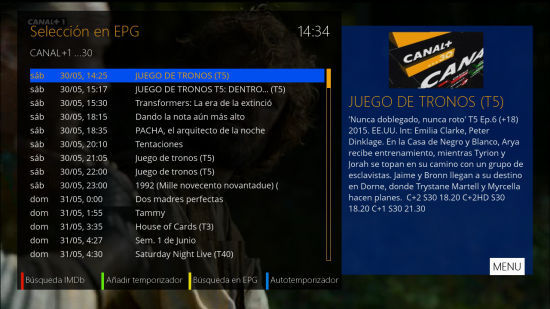 CANAL+ 1
Selección en EPG 14:34
CANAL+1 ...30
sáb 30/05, 14:25 JUEGO DE TRONOS (T5)
sáb 30/05, 15:17 JUEGO DE TRONOS T5: DENTRO... (T5)
sáb 30/05, 15:30 Transformers: La era de la extinció
sáb 30/05, 18:15 Dando la nota aún más alto
sáb 30/05, 18:35 PACHA, el arquitecto de la noche
sáb 30/05, 20:10 Tentaciones
sáb 30/05, 21:05 Juego de tronos (T5)
sáb 30/05, 22:00 Juego de tronos (T5)
sáb 30/05, 23:00 1992 (Mille novecento novantadue) (
dom 31/05, 0:00 Dos madres perfectas
dom 31/05, 1:55 Tammy
dom 31/05, 3:35 House of Cards (T3)
dom 31/05, 4:27 Sem. 1 de Junio
dom 31/05, 4:30 Saturday Night Live (T40)
Búsqueda IMDb Añadir temporizador Búsqueda en EPG Autotemporizador
CANAL+
CANAL+
JUEGO DE TRONOS (T5)
'Nunca doblegado, nunca roto' T5 Ep.6 (+18)
2015. EE.UU. Int: Emilia Clarke, Peter
Dinklage. En la Casa de Negro y Blanco, Arya
recibe entrenamiento, mientras Tyrion y
Jorah se topan en su camino con un grupo de
esclavistas. Jaime y Bronn llegan a su destino
en Dorne, donde Trystane Martell y Myrcella
hacen planes. C+2 S30 18.20 C+2HD S30
18.20 C+1 S30 21.30
MENU